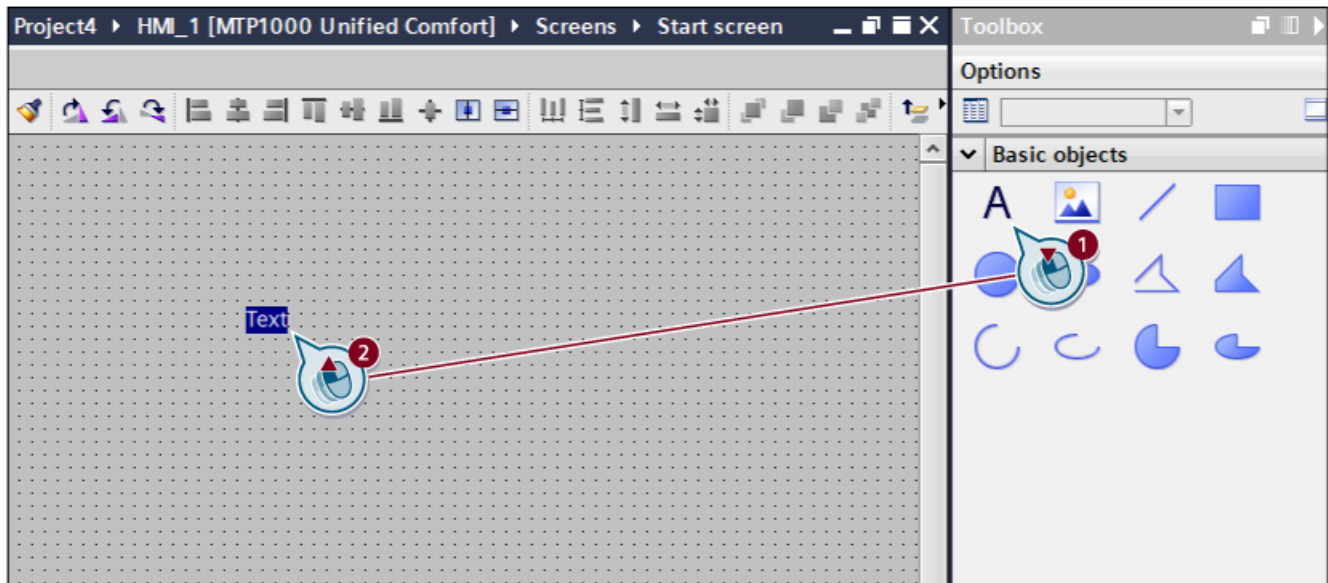 Project4 ▸ HMI_1 [MTP1000 Unified Comfort] ▸ Screens ▸ Start screen
Toolbox
Options
Basic objects
A
1
Text
2